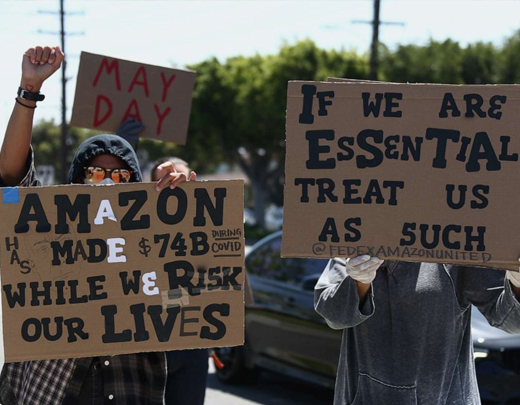 MAY
DAY
AMAZON
HAS MADE $74B DURING COVID
WHILE WE RISK
OUR LIVES
IF WE ARE
ESSENTIAL
TREAT US
AS SUCH
@FEDEXAMAZONUNITED